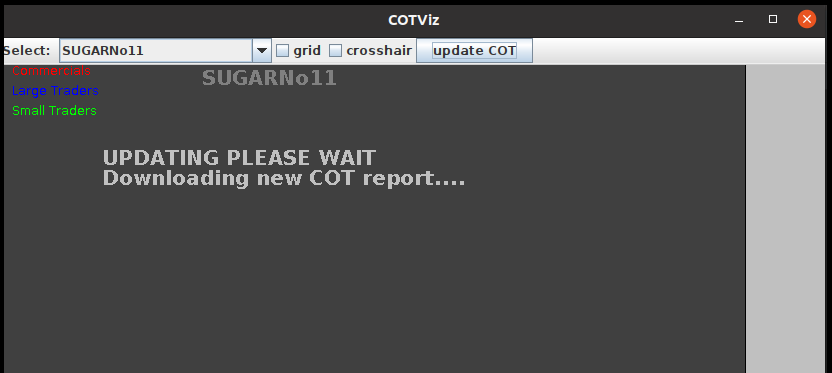 COTViz
Select: SUGARNo11 grid crosshair update COT
Commercials
SUGARNo11
Large Traders
Small Traders
UPDATING PLEASE WAIT
Downloading new COT report....